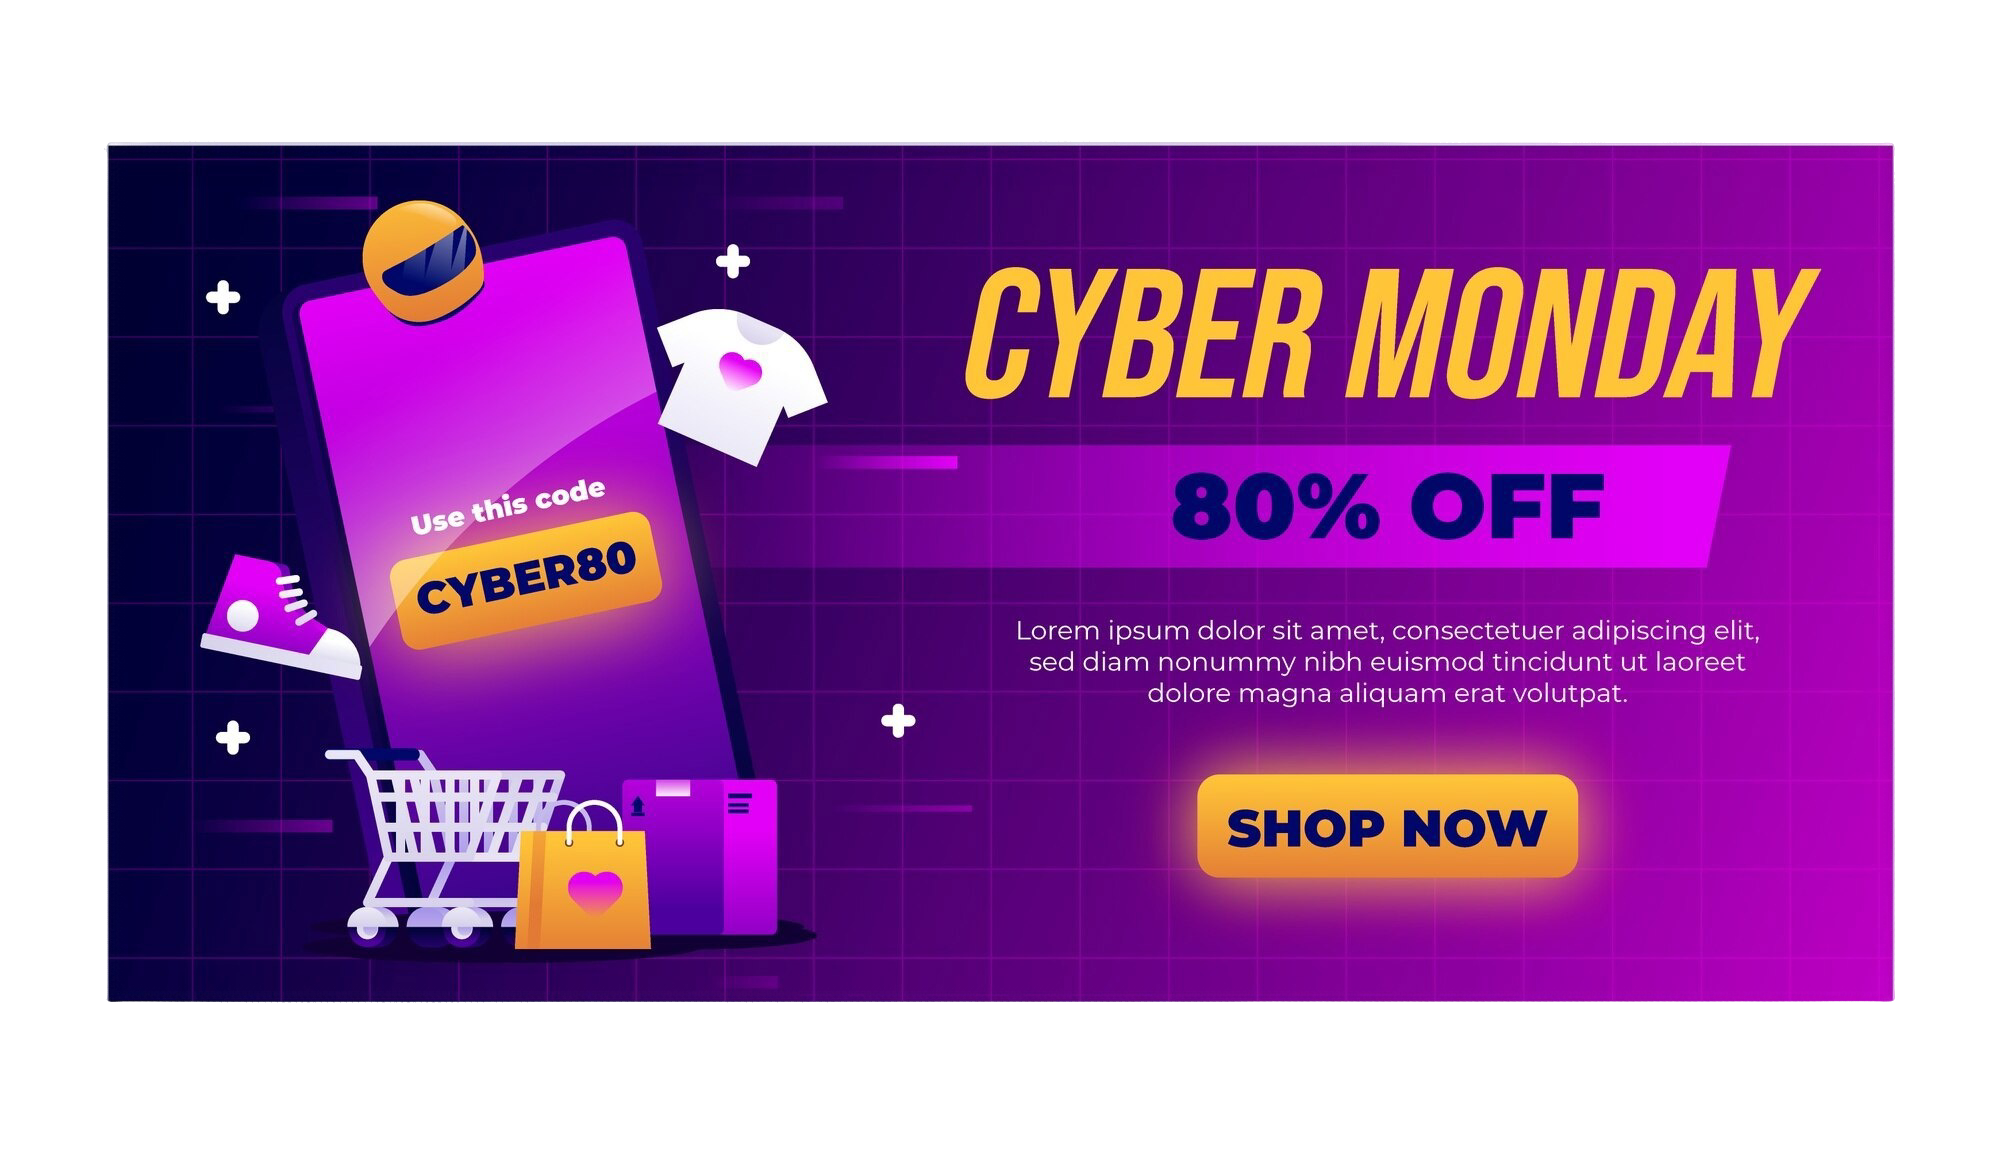 Use this code
CYBER80
CYBER MONDAY
80% OFF
Lorem ipsum dolor sit amet, consectetuer adipiscing elit,
sed diam nonummy nibh euismod tincidunt ut laoreet
dolore magna aliquam erat volutpat.
SHOP NOW